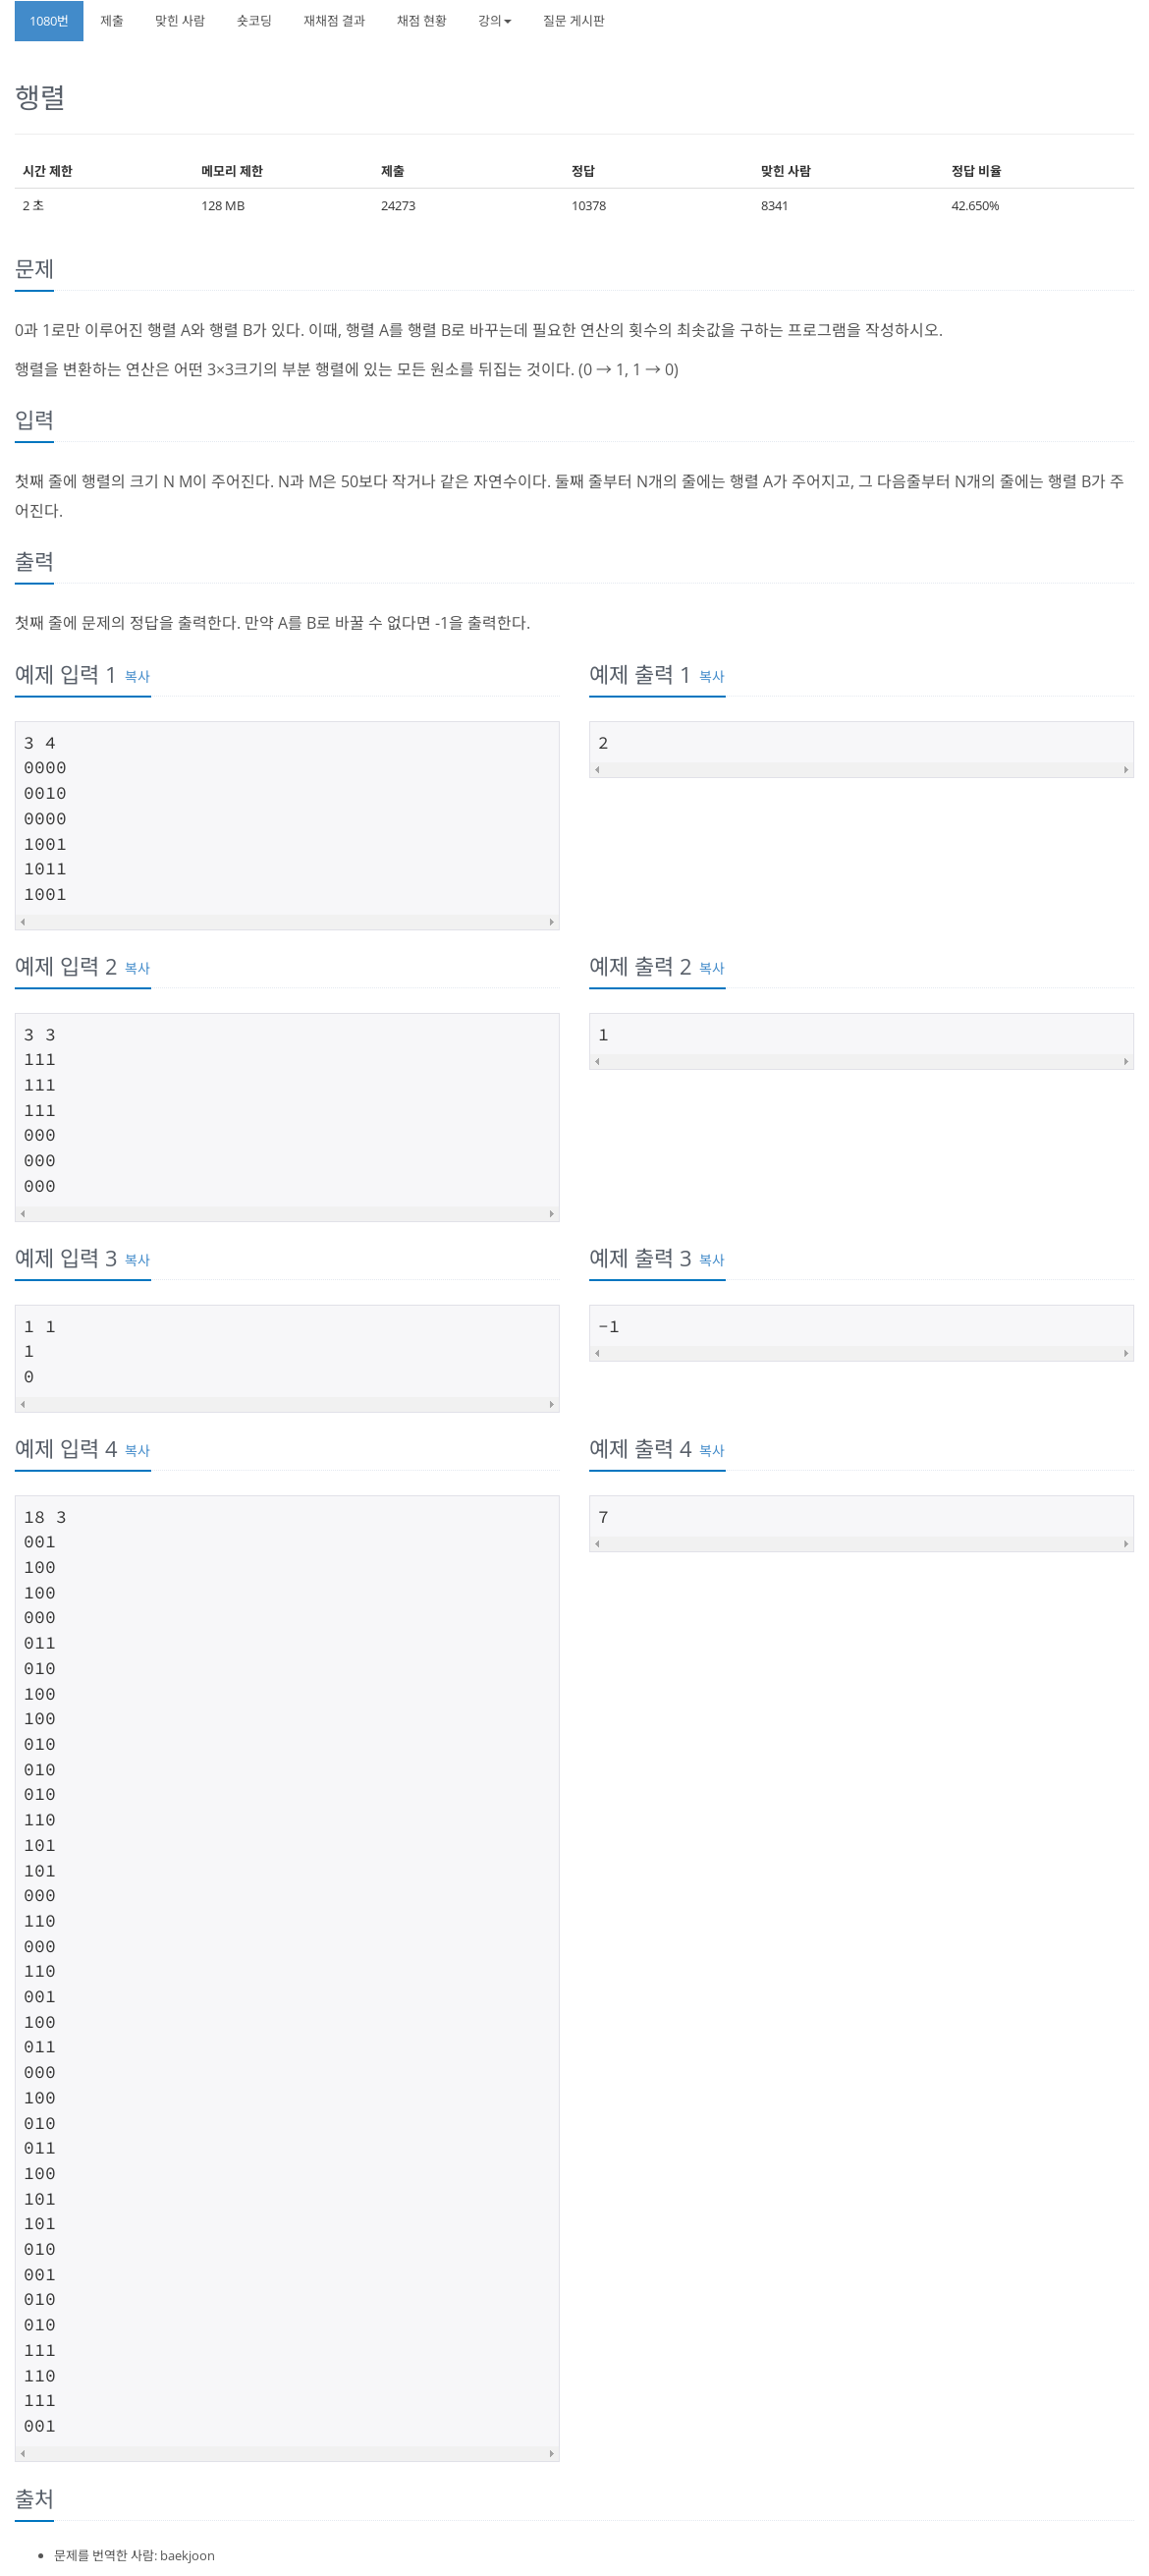 1080번 제출 맞힌 사람 숏코딩 재채점 결과 채점 현황 강의 질문 게시판
행렬
시간 제한 메모리 제한 제출 정답 맞힌 사람 정답 비율
2 초 128 MB 24273 10378 8341 42.650%
문제
0과 1로만 이루어진 행렬 A와 행렬 B가 있다. 이때, 행렬 A를 행렬 B로 바꾸는데 필요한 연산의 횟수의 최솟값을 구하는 프로그램을 작성하시오.
행렬을 변환하는 연산은 어떤 3×3크기의 부분 행렬에 있는 모든 원소를 뒤집는 것이다. (0 → 1, 1 → 0)
입력
첫째 줄에 행렬의 크기 N M이 주어진다. N과 M은 50보다 작거나 같은 자연수이다. 둘째 줄부터 N개의 줄에는 행렬 A가 주어지고, 그 다음줄부터 N개의 줄에는 행렬 B가 주
어진다.
출력
첫째 줄에 문제의 정답을 출력한다. 만약 A를 B로 바꿀 수 없다면 -1을 출력한다.
예제 입력 1 복사
3 4
0000
0010
0000
1001
1011
1001
예제 출력 1 복사
2
예제 입력 2 복사
3 3
111
111
111
000
000
000
예제 출력 2 복사
1
예제 입력 3 복사
1 1
1
0
예제 출력 3 복사
-1
예제 입력 4 복사
18 3
001
100
100
000
011
010
100
100
010
010
010
110
101
101
000
110
000
110
001
100
011
000
100
010
011
100
101
101
010
001
010
010
111
110
111
001
예제 출력 4 복사
7
출처
• 문제를 번역한 사람: baekjoon